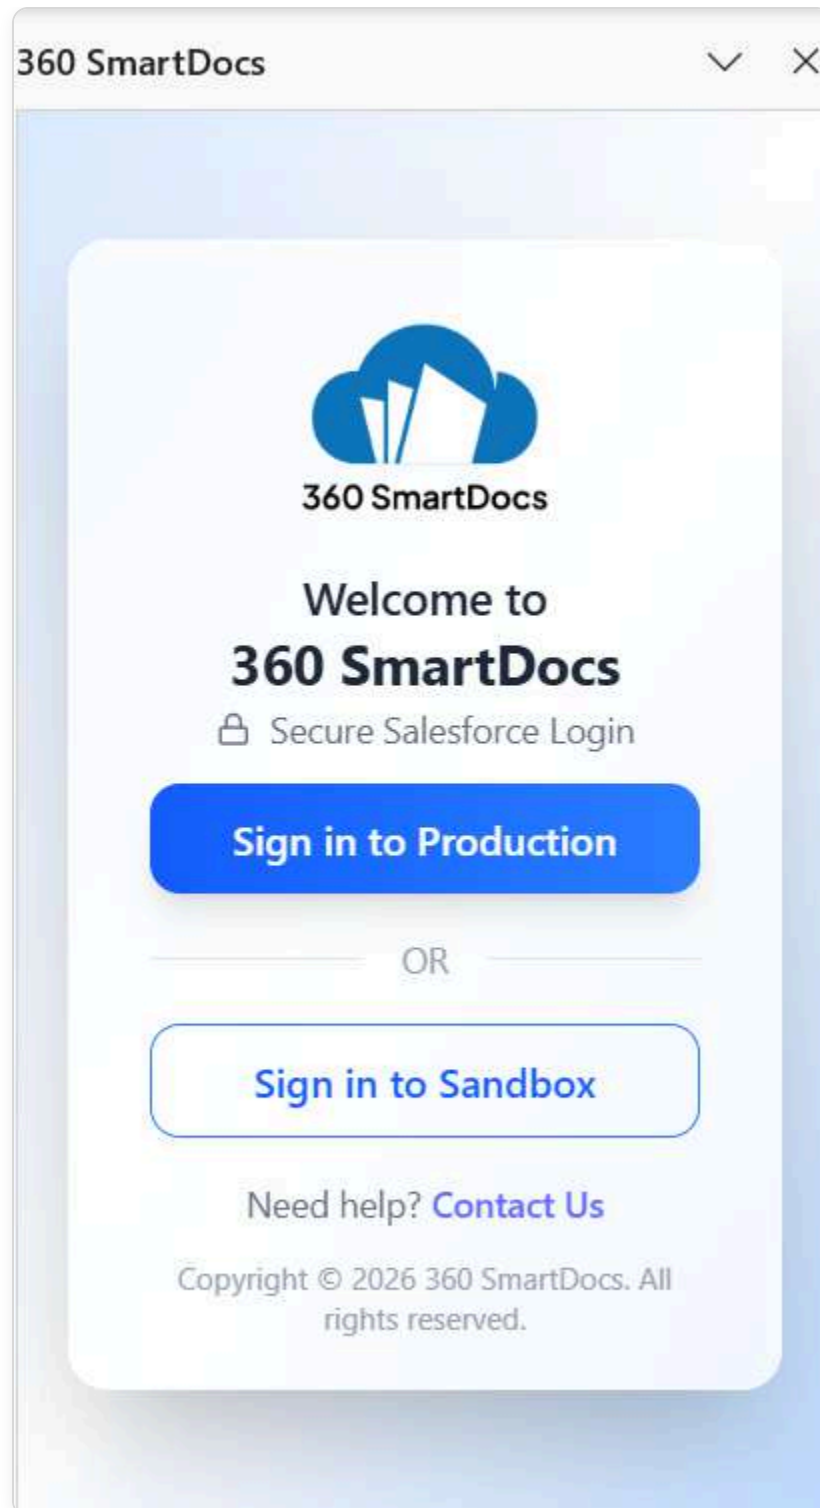 360 SmartDocs
360 SmartDocs
Welcome to
360 SmartDocs
Secure Salesforce Login
Sign in to Production
OR
Sign in to Sandbox
Need help? Contact Us
Copyright © 2026 360 SmartDocs. All
rights reserved.